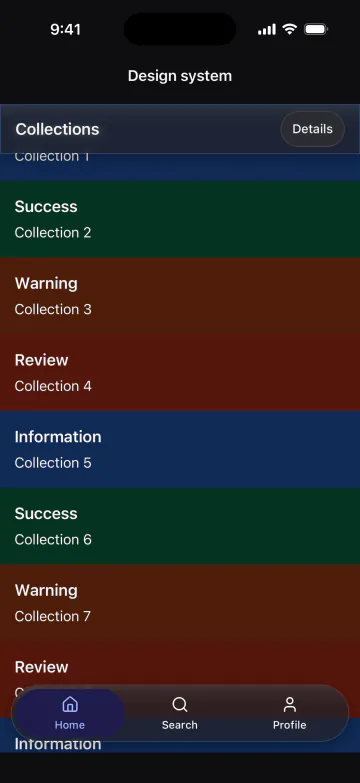 9:41
Design system
Collections
Details
Collection 1
Success
Collection 2
Warning
Collection 3
Review
Collection 4
Information
Collection 5
Success
Collection 6
Warning
Collection 7
Review
Home
Search
Profile
Information